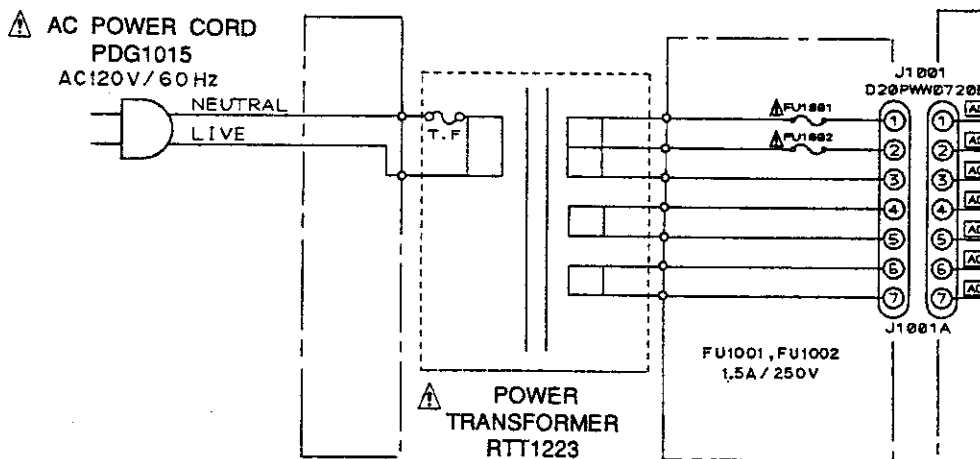 AC POWER CORD
PDG1015
AC120V/60Hz
NEUTRAL
LIVE
T.F
POWER
TRANSFORMER
RTT1223
FU1001
FU1002
FU1001, FU1002
1.5A/250V
J1001
1
2
3
4
5
6
7
1
2
3
4
5
6
7
J1001A